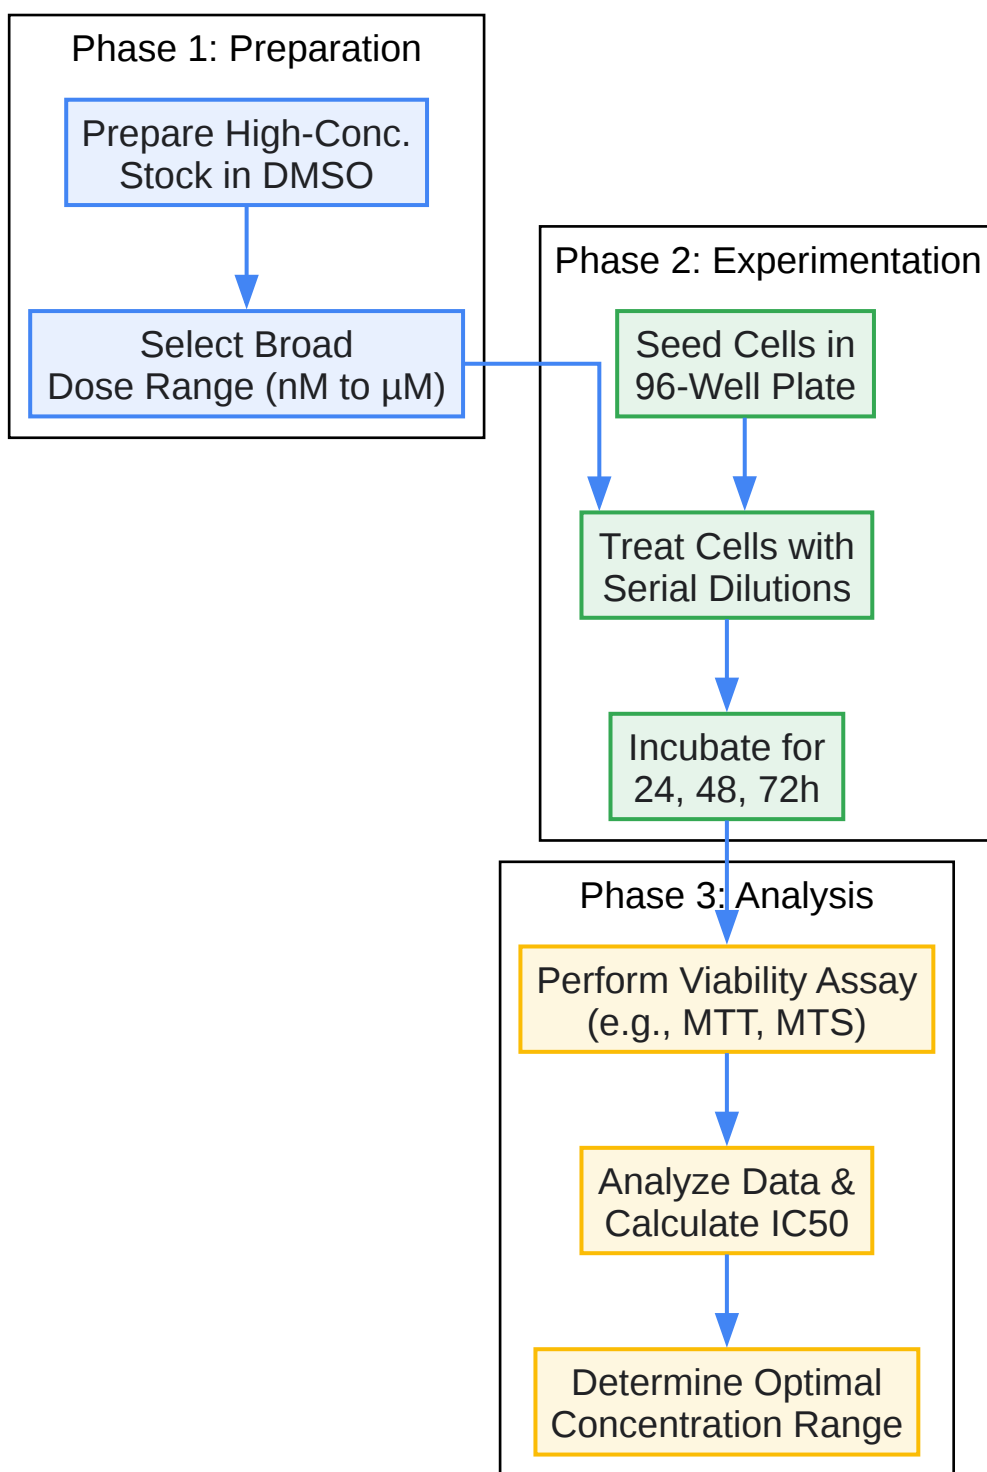 Phase 1: Preparation
Prepare High-Conc.
Stock in DMSO
Select Broad
Dose Range (nM to µM)
Phase 2: Experimentation
Seed Cells in
96-Well Plate
Treat Cells with
Serial Dilutions
Incubate for
24, 48, 72h
Phase 3: Analysis
Perform Viability Assay
(e.g., MTT, MTS)
Analyze Data &
Calculate IC50
Determine Optimal
Concentration Range